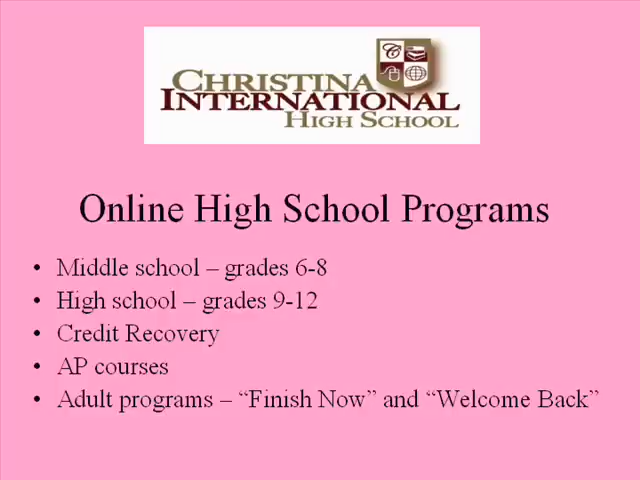 CHRISTINA
INTERNATIONAL
HIGH SCHOOL
Online High School Programs
• Middle school – grades 6-8
• High school – grades 9-12
• Credit Recovery
• AP courses
• Adult programs – “Finish Now” and “Welcome Back”